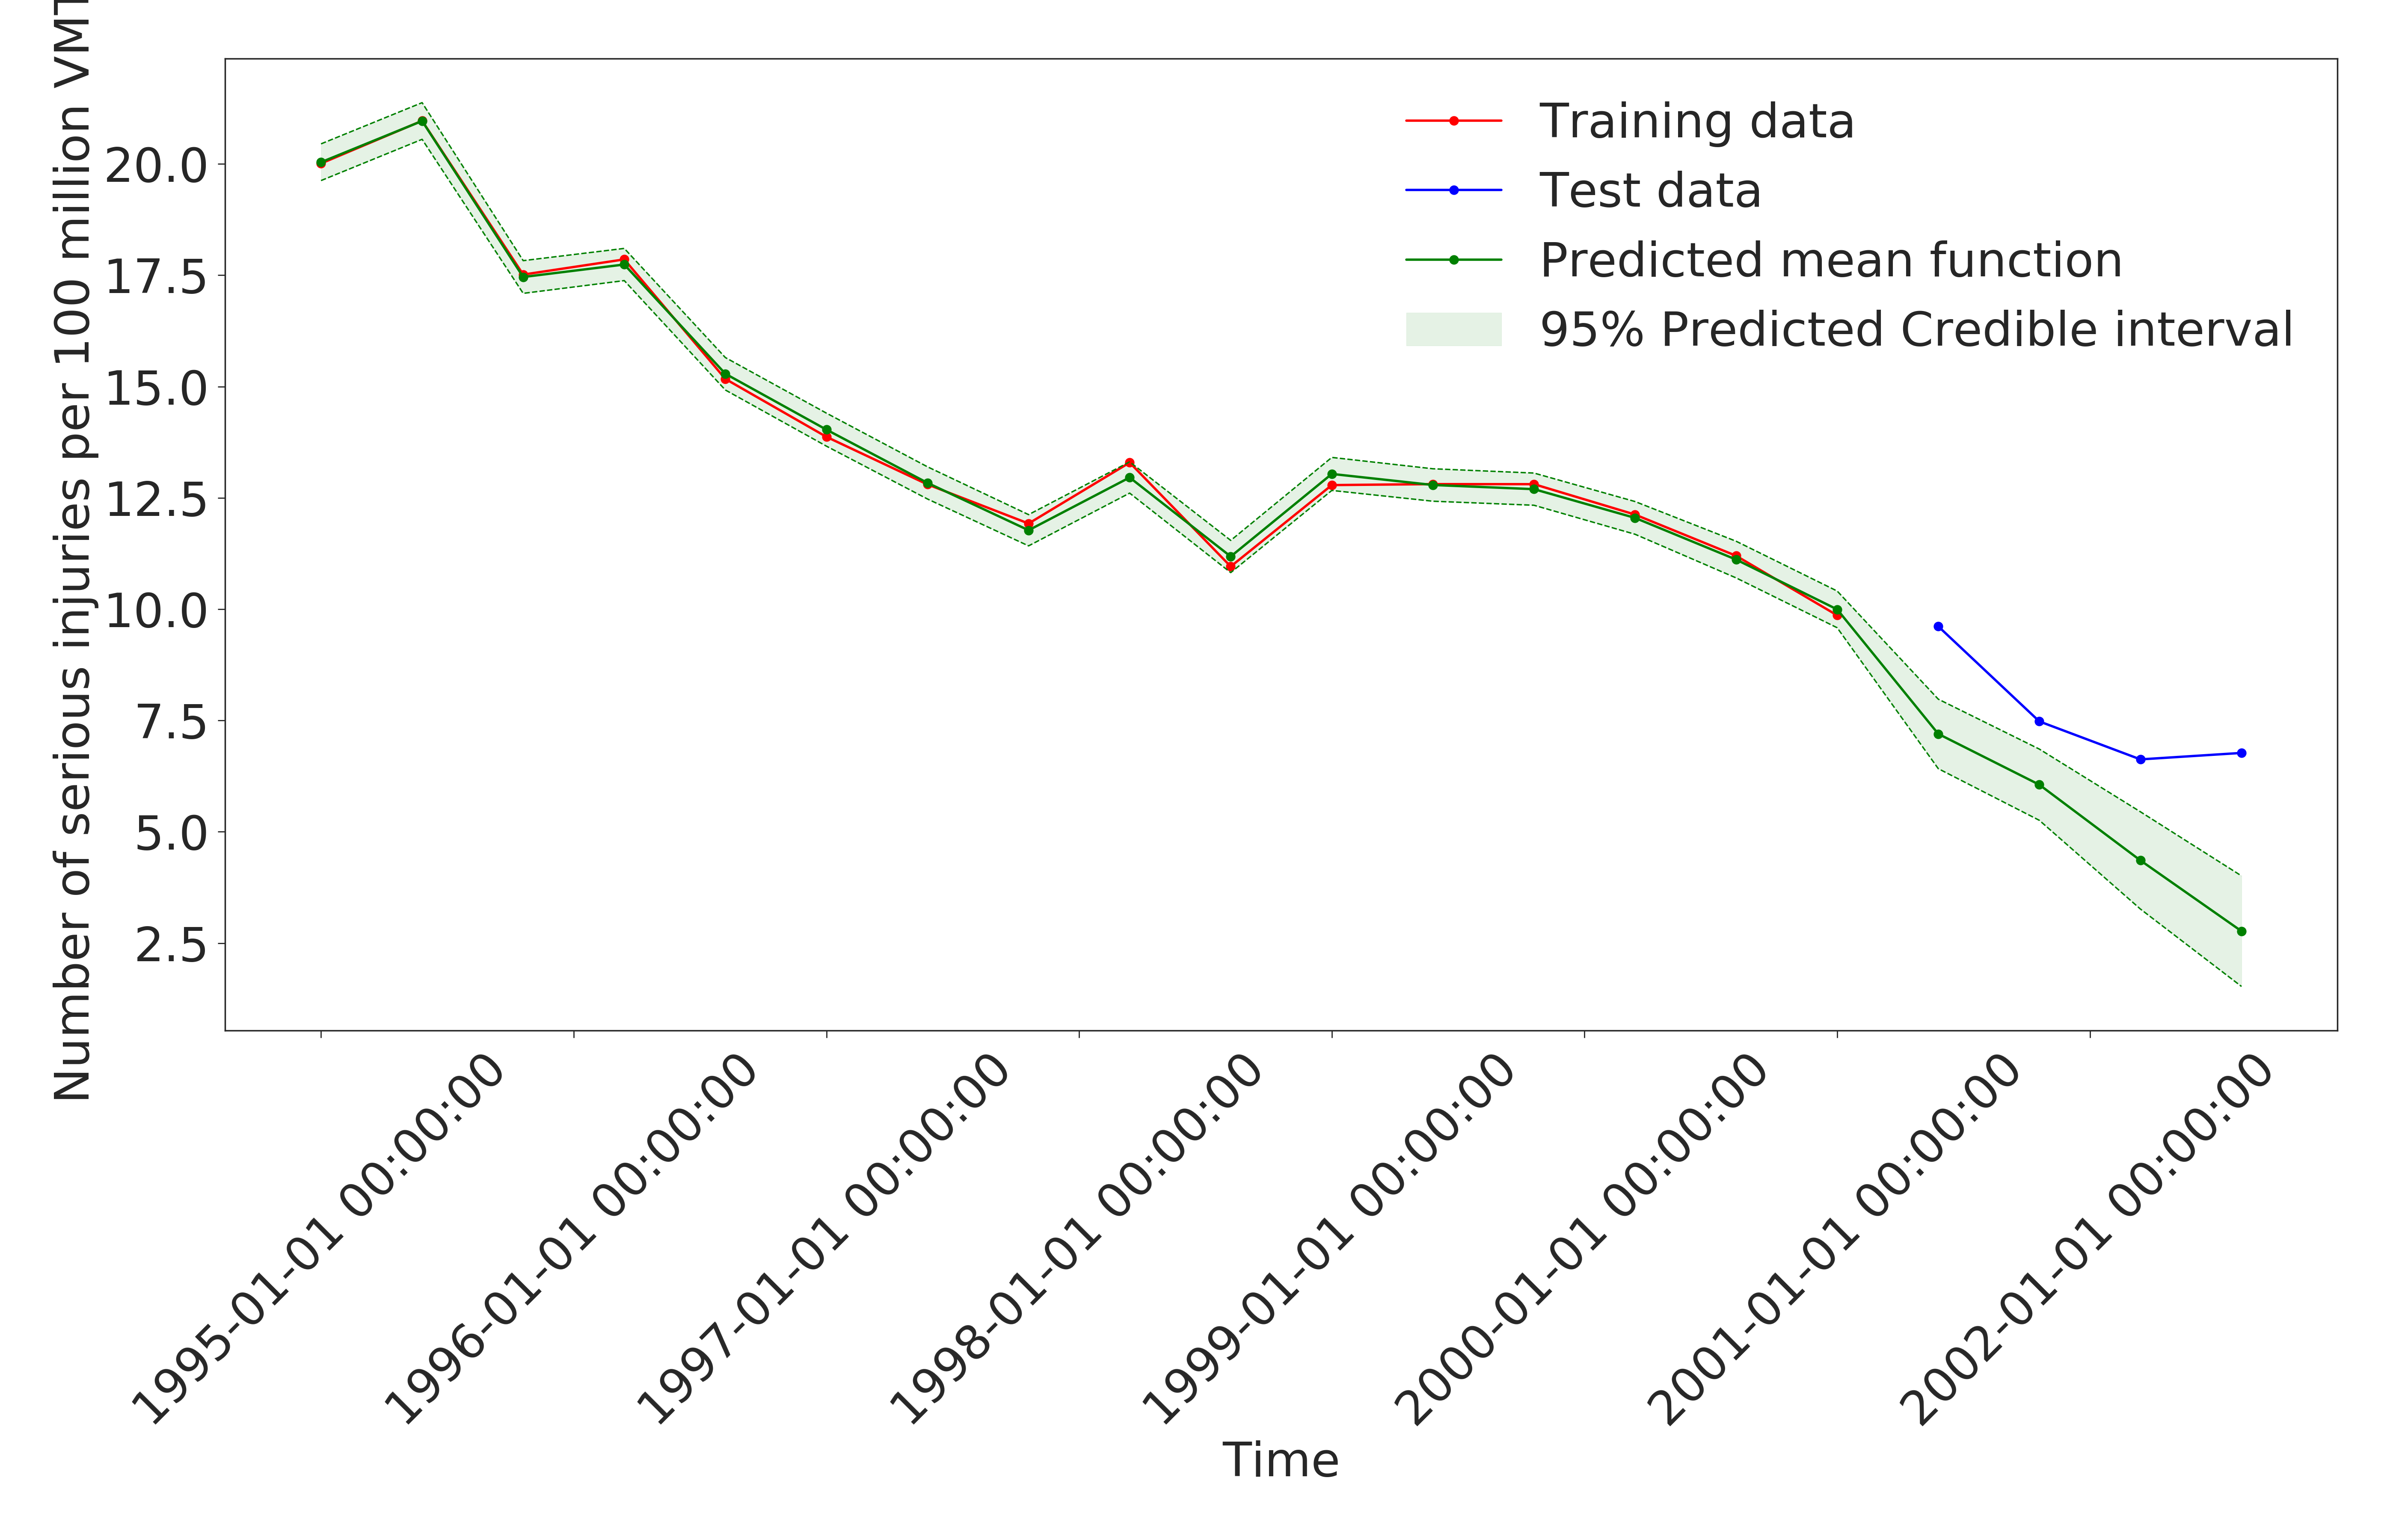 Number of serious injuries per 100 million VMT
20.0
17.5
15.0
12.5
10.0
7.5
5.0
2.5
Training data
Test data
Predicted mean function
95% Predicted Credible interval
1995-01-01 00:00:00
1996-01-01 00:00:00
1997-01-01 00:00:00
1998-01-01 00:00:00
1999-01-01 00:00:00
2000-01-01 00:00:00
2001-01-01 00:00:00
2002-01-01 00:00:00
Time